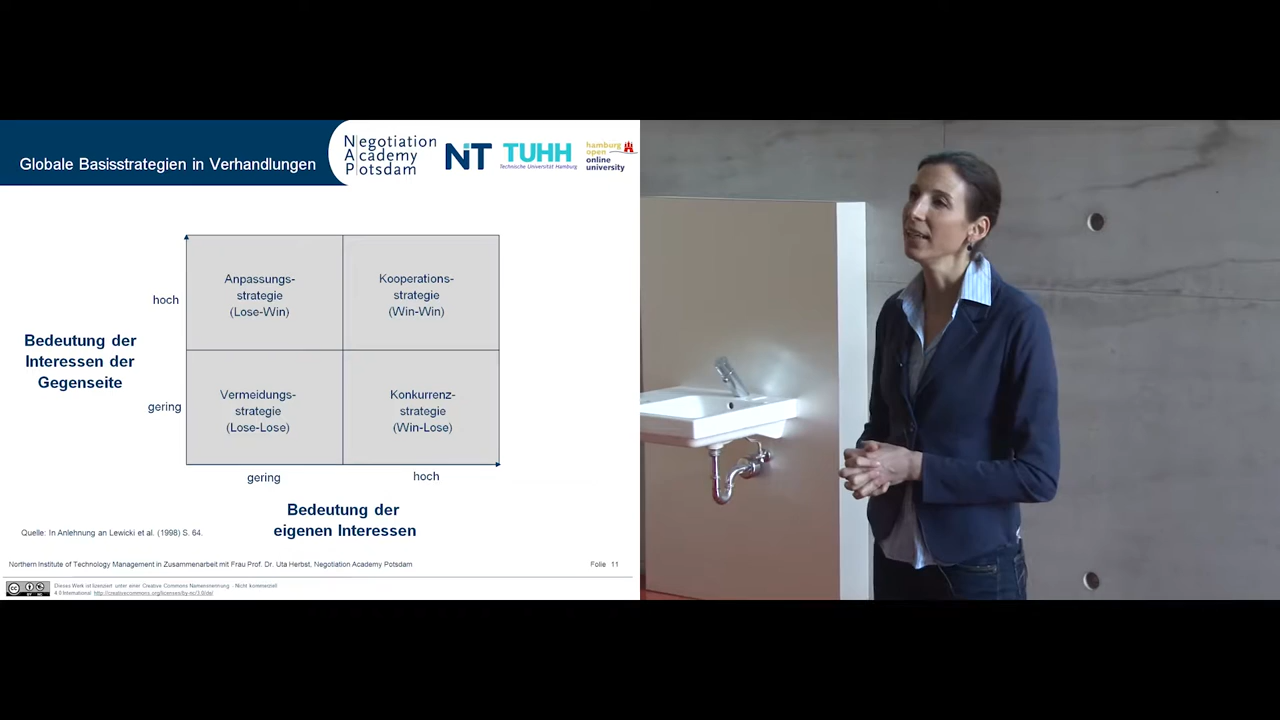 Globale Basisstrategien in Verhandlungen
Negotiation
Academy
Potsdam
NiT
TUHH
Technische Universität Hamburg
hamburg
open
online
university
Anpassungs-
strategie
(Lose-Win)
Kooperations-
strategie
(Win-Win)
hoch
Bedeutung der
Interessen der
Gegenseite
gering
Vermeidungs-
strategie
(Lose-Lose)
Konkurrenz-
strategie
(Win-Lose)
gering
hoch
Bedeutung der
eigenen Interessen
Quelle: In Anlehnung an Lewicki et al. (1998) S. 64.
Northern Institute of Technology Management in Zusammenarbeit mit Frau Prof. Dr. Uta Herbst, Negotiation Academy Potsdam
Folie 11
Dieses Werk ist lizenziert unter einer Creative Commons Namensnennung - Nicht kommerziell
4.0 International. http://creativecommons.org/licenses/by-nc/3.0/de/